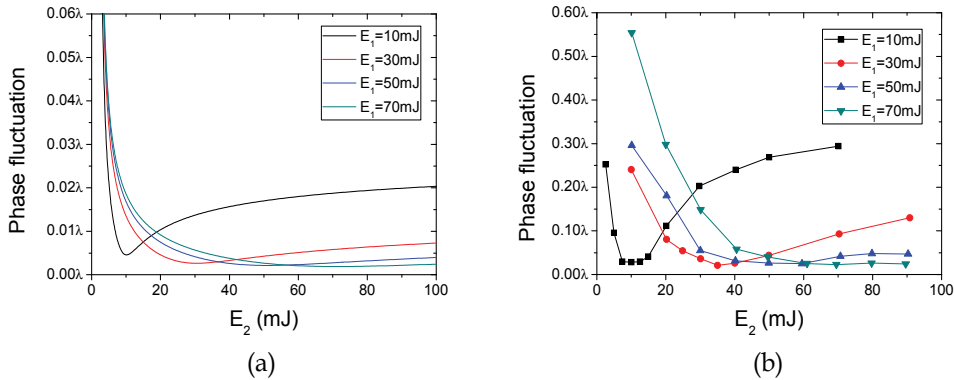 0.06λ
0.05λ
0.04λ
0.03λ
0.02λ
0.01λ
0.00λ
Phase fluctuation
0
20
40
60
80
100
E₂ (mJ)
E₁=10mJ
E₁=30mJ
E₁=50mJ
E₁=70mJ
(a)
0.60λ
0.50λ
0.40λ
0.30λ
0.20λ
0.10λ
0.00λ
Phase fluctuation
0
20
40
60
80
100
E₂ (mJ)
E₁=10mJ
E₁=30mJ
E₁=50mJ
E₁=70mJ
(b)